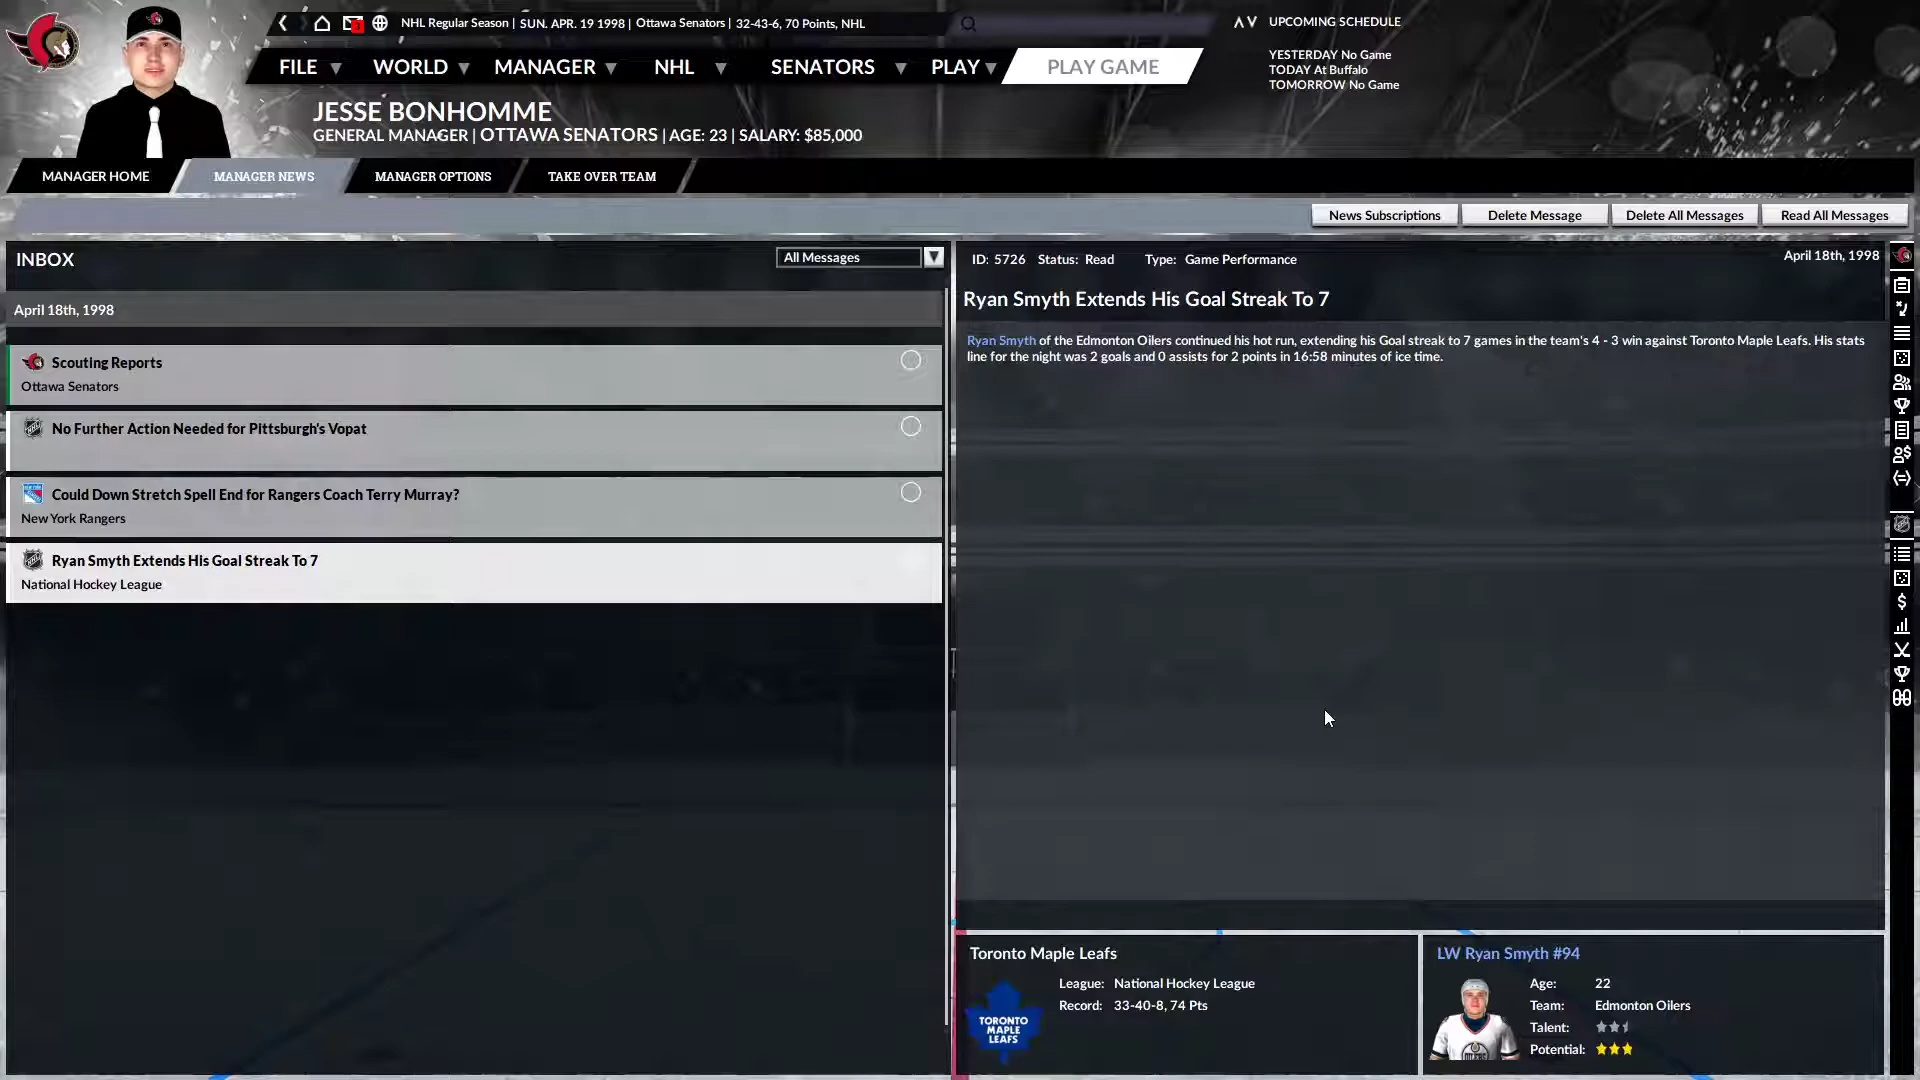 NHL Regular Season | SUN. APR. 19 1998 | Ottawa Senators | 32-43-6, 70 Points, NHL
UPCOMING SCHEDULE
YESTERDAY No Game
TODAY At Buffalo
TOMORROW No Game
FILE WORLD MANAGER NHL SENATORS PLAY PLAY GAME
JESSE BONHOMME
GENERAL MANAGER | OTTAWA SENATORS | AGE: 23 | SALARY: $85,000
MANAGER HOME MANAGER NEWS MANAGER OPTIONS TAKE OVER TEAM
News Subscriptions Delete Message Delete All Messages Read All Messages
INBOX
All Messages
April 18th, 1998
Scouting Reports
Ottawa Senators
No Further Action Needed for Pittsburgh's Vopat
Could Down Stretch Spell End for Rangers Coach Terry Murray?
New York Rangers
Ryan Smyth Extends His Goal Streak To 7
National Hockey League
ID: 5726 Status: Read Type: Game Performance
April 18th, 1998
Ryan Smyth Extends His Goal Streak To 7
Ryan Smyth of the Edmonton Oilers continued his hot run, extending his Goal streak to 7 games in the team's 4 - 3 win against Toronto Maple Leafs. His stats
line for the night was 2 goals and 0 assists for 2 points in 16:58 minutes of ice time.
Toronto Maple Leafs
League: National Hockey League
Record: 33-40-8, 74 Pts
TORONTO
MAPLE
LEAFS
LW Ryan Smyth #94
Age: 22
Team: Edmonton Oilers
Talent:
Potential: